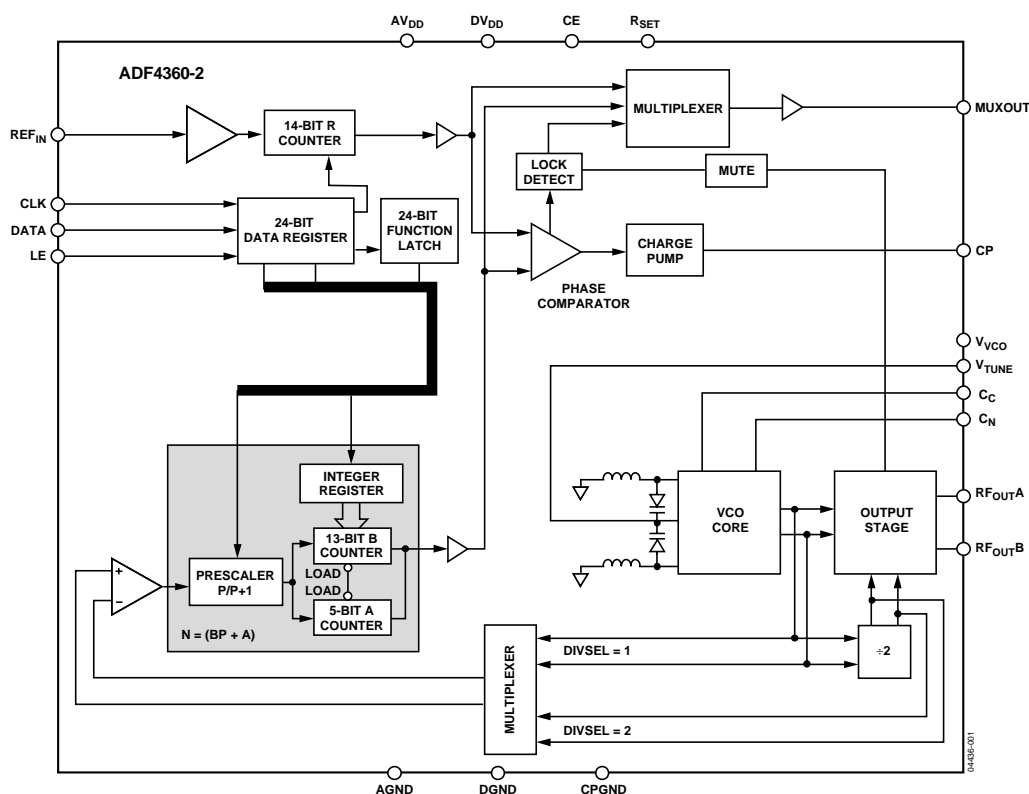 AVDD
DVDD
CE
RSET
ADF4360-2
REFIN
14-BIT R
COUNTER
MULTIPLEXER
MUXOUT
LOCK
DETECT
MUTE
CLK
DATA
LE
24-BIT
DATA REGISTER
24-BIT
FUNCTION
LATCH
CHARGE
PUMP
CP
PHASE
COMPARATOR
VVCO
VTUNE
CC
CN
INTEGER
REGISTER
13-BIT B
COUNTER
LOAD
LOAD
PRESCALER
P/P+1
5-BIT A
COUNTER
N = (BP + A)
+
−
VCO
CORE
OUTPUT
STAGE
RFOUTA
RFOUTB
MULTIPLEXER
DIVSEL = 1
÷2
DIVSEL = 2
04436-001
AGND
DGND
CPGND